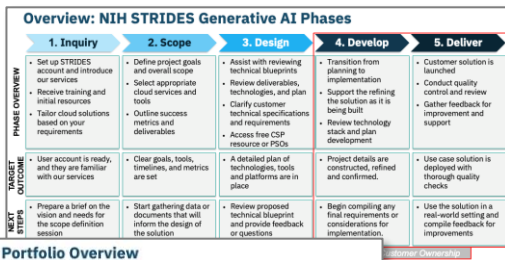 Overview: NIH STRIDES Generative AI Phases
1. Inquiry
2. Scope
3. Design
4. Develop
5. Deliver
PHASE OVERVIEW
• Set up STRIDES
account and introduce
our services
• Receive training and
initial resources
• Tailor cloud solutions
based on your
requirements
• Define project goals
and overall scope
• Select appropriate
cloud services and
tools
• Outline success
metrics and
deliverables
• Assist with reviewing
technical blueprints
• Review deliverables,
technologies, and plan
• Clarify customer
technical specifications
and requirements
• Access free CSP
resource or PSOs
• Transition from
planning to
implementation
• Support the refining
the solution as it is
being built
• Review technology
stack and plan
development
• Customer solution is
launched
• Conduct quality
control and review
• Gather feedback for
improvement and
support
TARGET
OUTCOME
• User account is ready,
and they are familiar
with our services
• Clear goals, tools,
timelines, and metrics
are set
• A detailed plan of
technologies, tools
and platforms are in
place
• Project details are
constructed, refined
and confirmed.
• Use case solution is
deployed with
thorough quality
checks
NEXT
STEPS
• Prepare a brief on the
vision and needs for
the scope definition
session
• Start gathering data or
documents that will
inform the design of
the solution
• Review proposed
technical blueprint
and provide feedback
or questions
• Begin compiling any
final requirements or
considerations for
implementation.
• Use the solution in a
real-world setting and
compile feedback for
improvements
Portfolio Overview
ustomer Ownership